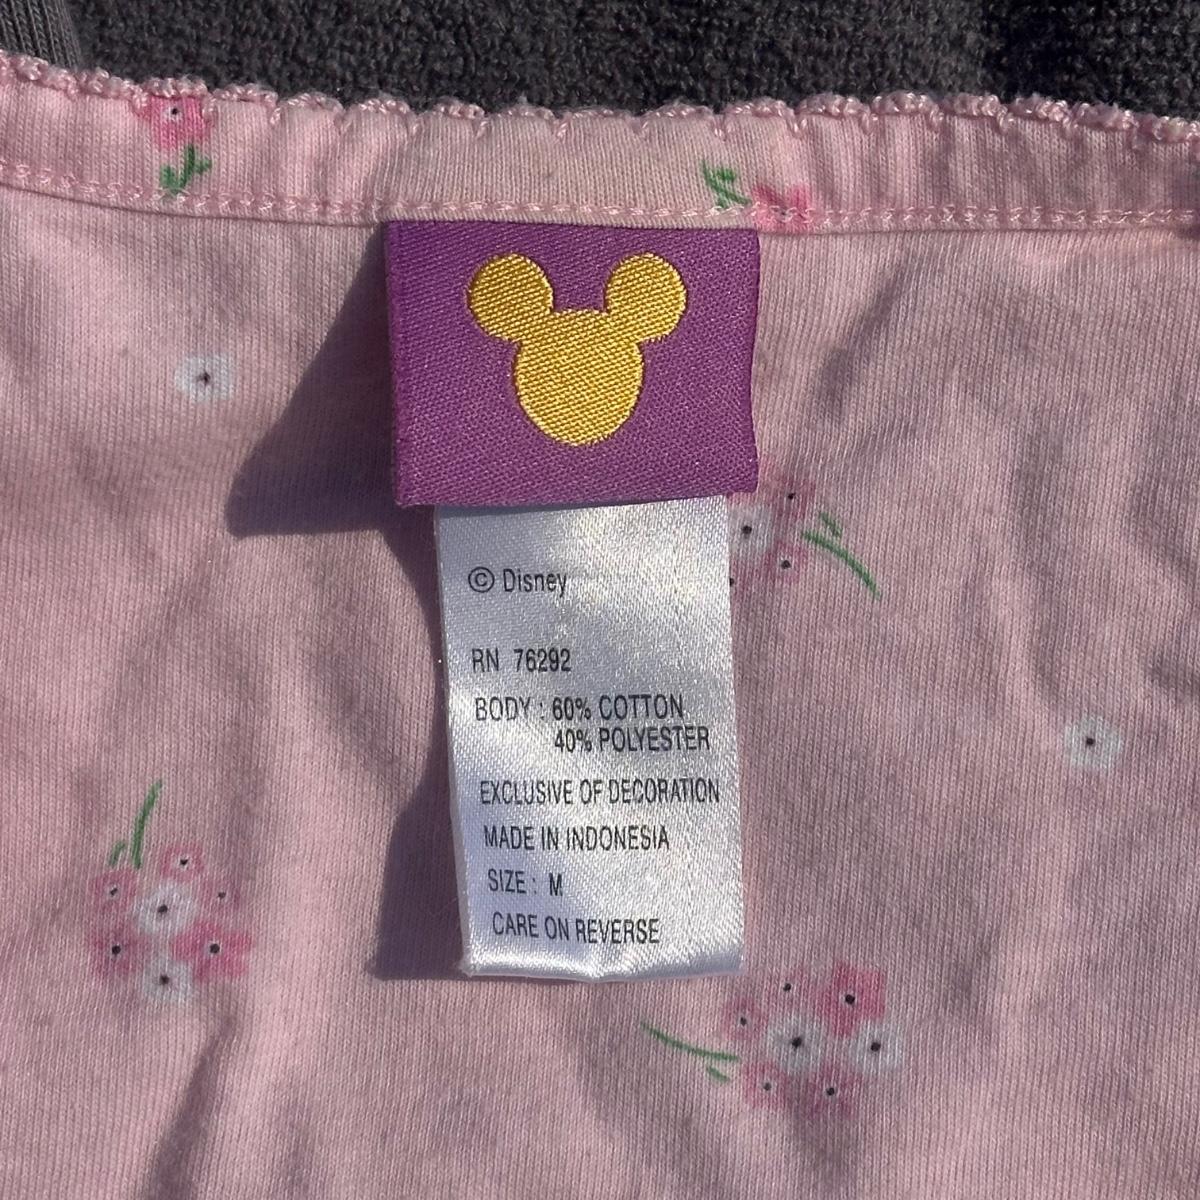 © Disney
RN 76292
BODY : 60% COTTON
40% POLYESTER
EXCLUSIVE OF DECORATION
MADE IN INDONESIA
SIZE : M
CARE ON REVERSE